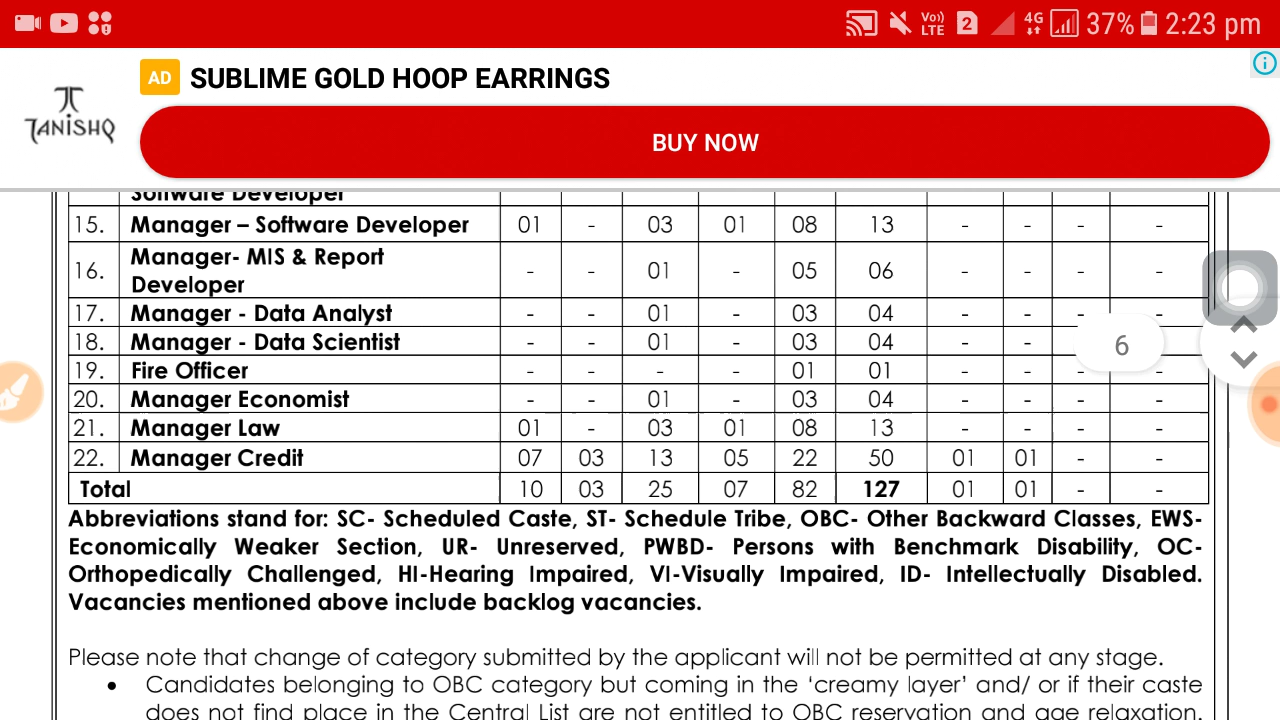 Vo)) LTE 2 4G 37% 2:23 pm
TANISHQ
AD SUBLIME GOLD HOOP EARRINGS
BUY NOW
Software Developer
15. Manager – Software Developer 01 - 03 01 08 13 - - - -
16. Manager- MIS & Report Developer - - 01 - 05 06 - - - -
17. Manager - Data Analyst - - 01 - 03 04 - - - -
18. Manager - Data Scientist - - 01 - 03 04 - - - -
6
19. Fire Officer - - - - 01 01 - - - -
20. Manager Economist - - 01 - 03 04 - - - -
21. Manager Law 01 - 03 01 08 13 - - - -
22. Manager Credit 07 03 13 05 22 50 01 01 - -
Total 10 03 25 07 82 127 01 01 - -
Abbreviations stand for: SC- Scheduled Caste, ST- Schedule Tribe, OBC- Other Backward Classes, EWS-
Economically Weaker Section, UR- Unreserved, PWBD- Persons with Benchmark Disability, OC-
Orthopedically Challenged, HI-Hearing Impaired, VI-Visually Impaired, ID- Intellectually Disabled.
Vacancies mentioned above include backlog vacancies.
Please note that change of category submitted by the applicant will not be permitted at any stage.
• Candidates belonging to OBC category but coming in the ‘creamy layer’ and/ or if their caste
does not find place in the Central List are not entitled to OBC reservation and age relaxation.